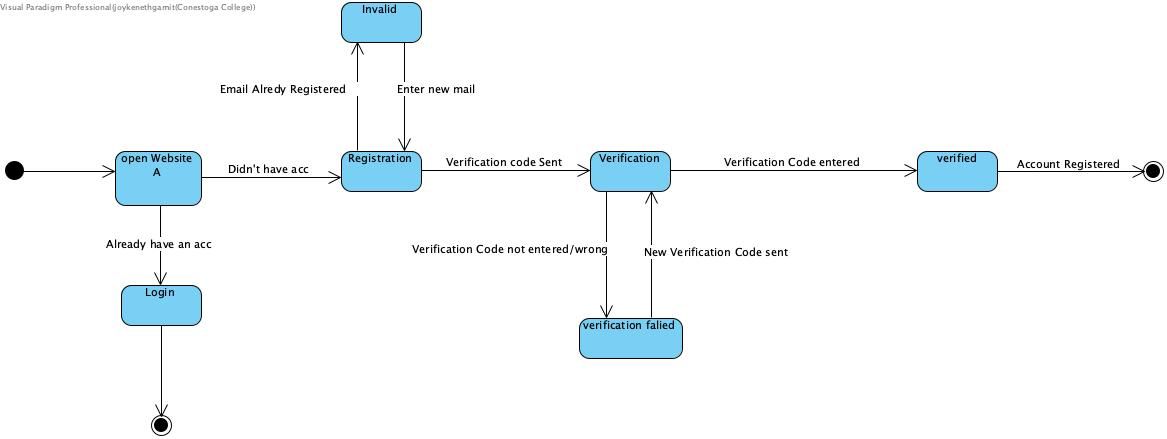 Visual Paradigm Professional(joykenethgamit(Conestoga College))
Invalid
Email Alredy Registered
Enter new mail
open Website
A
Didn't have acc
Registration
Verification code Sent
Verification
Verification Code entered
verified
Account Registered
Already have an acc
Verification Code not entered/wrong
New Verification Code sent
Login
verification falied